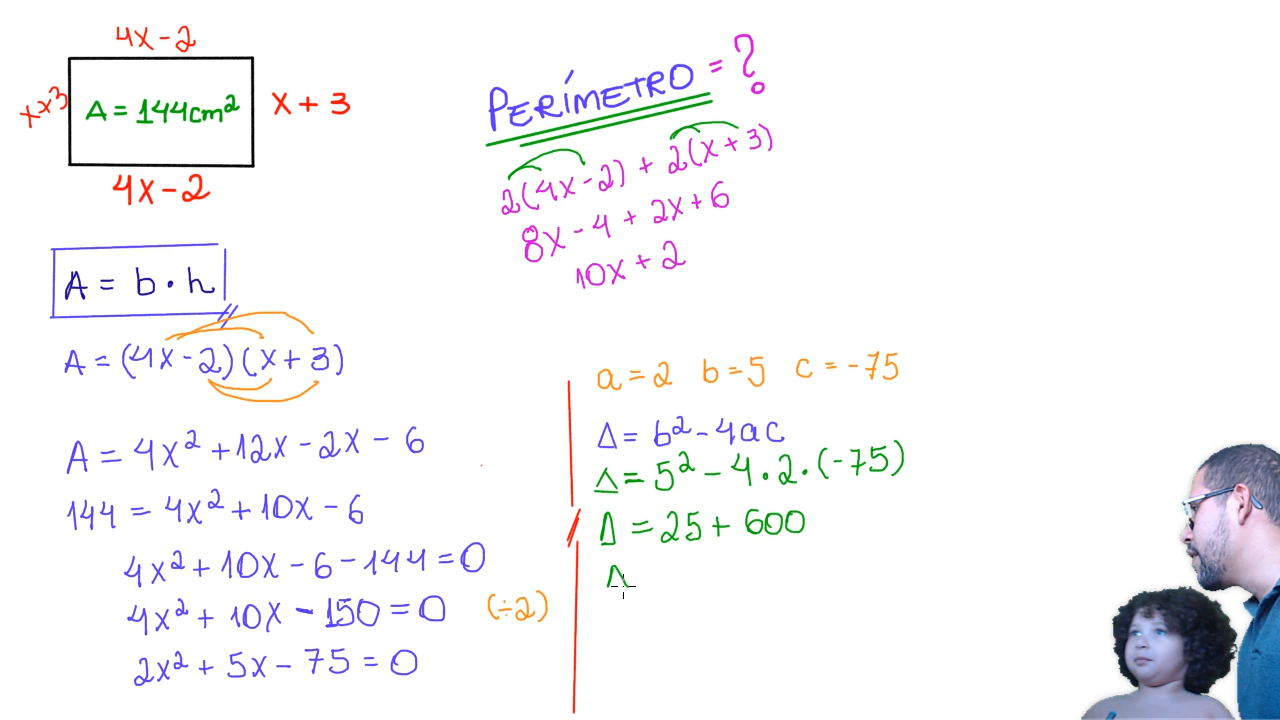 4x - 2
x+3
A = 144cm²
x + 3
4x - 2
PERÍMETRO = ?
2(4x - 2) + 2(x + 3)
8x - 4 + 2x + 6
10x + 2
A = b · h
A = (4x - 2)(x + 3)
A = 4x² + 12x - 2x - 6
144 = 4x² + 10x - 6
4x² + 10x - 6 - 144 = 0
4x² + 10x - 150 = 0 (÷2)
2x² + 5x - 75 = 0
a = 2 b = 5 c = -75
Δ = b² - 4ac
Δ = 5² - 4 · 2 · (-75)
Δ = 25 + 600
Δ